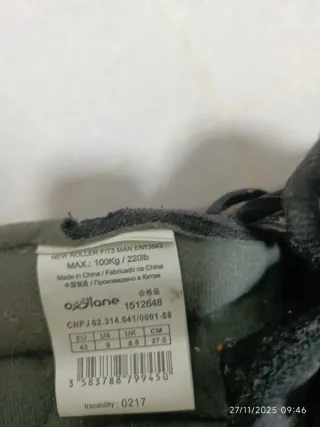 NEW ROLLER FIT3 MAN EN13843
MAX.: 100Kg / 220lb
Made in China / Fabricado na China
中国制造 / Произведено в Китае
合格品
oxylane 1512648
CNPJ 02.314.041/0001-88
EU US UK CM
43 9 8.5 27.5
3 583788 799450
tracability : 0217
27/11/2025 09:46